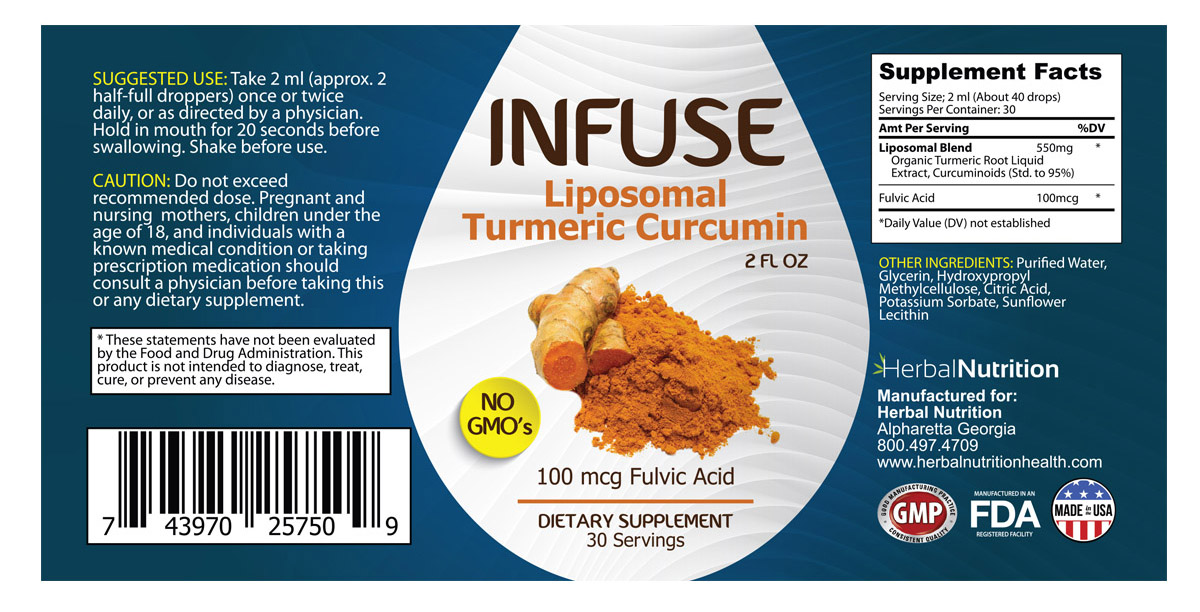 SUGGESTED USE: Take 2 ml (approx. 2
half-full droppers) once or twice
daily, or as directed by a physician.
Hold in mouth for 20 seconds before
swallowing. Shake before use.
CAUTION: Do not exceed
recommended dose. Pregnant and
nursing mothers, children under the
age of 18, and individuals with a
known medical condition or taking
prescription medication should
consult a physician before taking this
or any dietary supplement.
* These statements have not been evaluated
by the Food and Drug Administration. This
product is not intended to diagnose, treat,
cure, or prevent any disease.
7 43970 25750 9
INFUSE
Liposomal
Turmeric Curcumin
2 FL OZ
NO
GMO's
100 mcg Fulvic Acid
DIETARY SUPPLEMENT
30 Servings
Supplement Facts
Serving Size; 2 ml (About 40 drops)
Servings Per Container: 30
Amt Per Serving %DV
Liposomal Blend 550mg *
Organic Turmeric Root Liquid
Extract, Curcuminoids (Std. to 95%)
Fulvic Acid 100mcg *
*Daily Value (DV) not established
OTHER INGREDIENTS: Purified Water,
Glycerin, Hydroxypropyl
Methylcellulose, Citric Acid,
Potassium Sorbate, Sunflower
Lecithin
HerbalNutrition
Manufactured for:
Herbal Nutrition
Alpharetta Georgia
800.497.4709
www.herbalnutritionhealth.com
GOOD MANUFACTURING PRACTICE
GMP
CONSISTENT QUALITY
MANUFACTURED IN AN
FDA
REGISTERED FACILITY
MADE in the USA